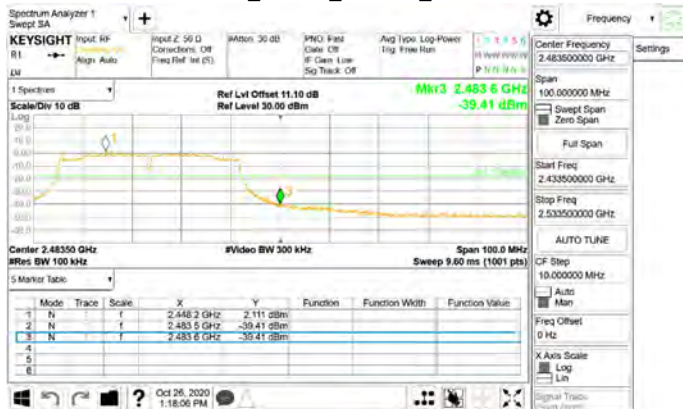 Spectrum Analyzer 1
Swept SA
+
Frequency
KEYSIGHT Input: RF Input Z: 50 Ω #Atten: 30 dB PNO: Fast Avg Type: Log-Power
Corrections: Off Gate: Off Trig: Free Run
Align: Auto Freq Ref: Int (S) IF Gain: Low
Sig Track: Off
Center Frequency
2.483500000 GHz
Settings
Span
100.000000 MHz
Swept Span
Zero Span
Full Span
Start Freq
2.433500000 GHz
Stop Freq
2.533500000 GHz
AUTO TUNE
CF Step
10.000000 MHz
Auto
Man
Freq Offset
0 Hz
X Axis Scale
Log
Lin
Signal Track
1 Spectrum
Scale/Div 10 dB
Ref Lvl Offset 11.10 dB
Ref Level 30.00 dBm
Mkr3 2.483 6 GHz
-39.41 dBm
Log
1
3
Center 2.48350 GHz #Video BW 300 kHz Span 100.0 MHz
#Res BW 100 kHz Sweep 9.60 ms (1001 pts)
5 Marker Table
Mode Trace Scale X Y Function Function Width Function Value
1 N 1 f 2.448 2 GHz 2.111 dBm
2 N 1 f 2.483 5 GHz -39.41 dBm
3 N 1 f 2.483 6 GHz -39.41 dBm
4
5
6
? Oct 26, 2020
1:18:06 PM